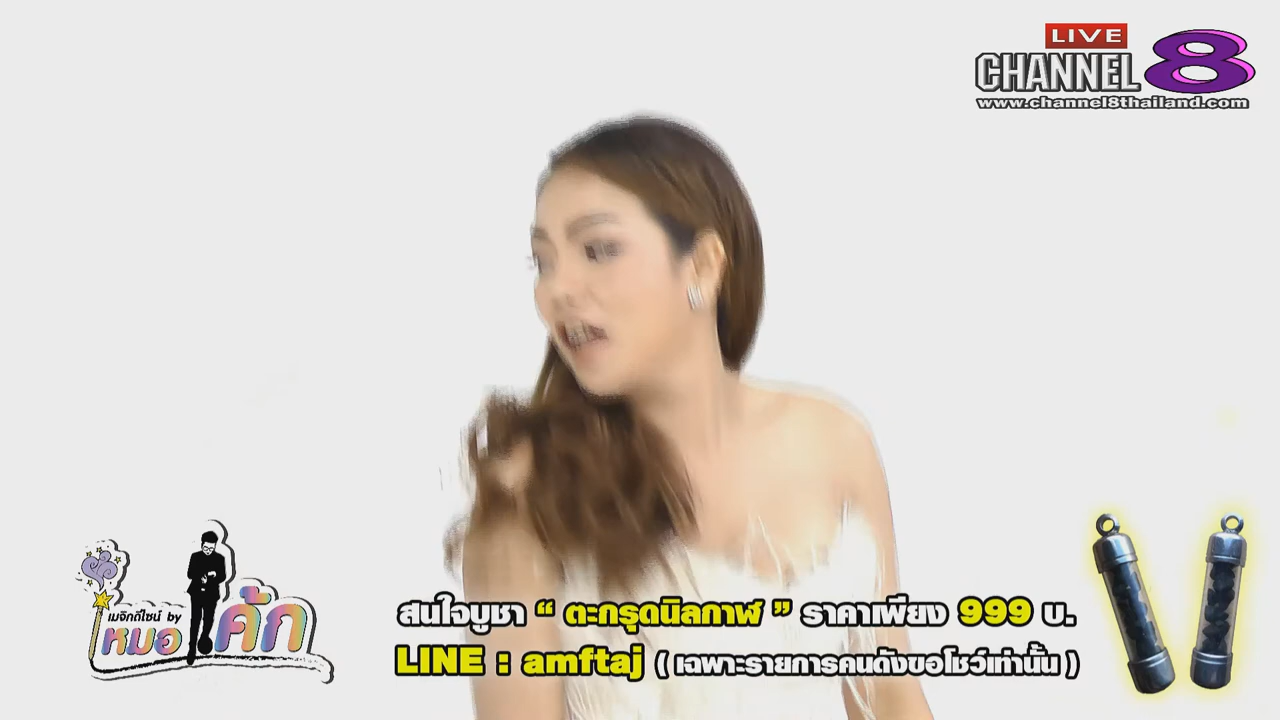 LIVE
CHANNEL 8
www.channel8thailand.com
เมจิกดีไซน์ by
หมอ คัก
สนใจบูชา “ ตะกรุดนิลกาฬ ” ราคาเพียง 999 บ.
LINE : amftaj ( เฉพาะรายการคนดังขอโชว์เท่านั้น )